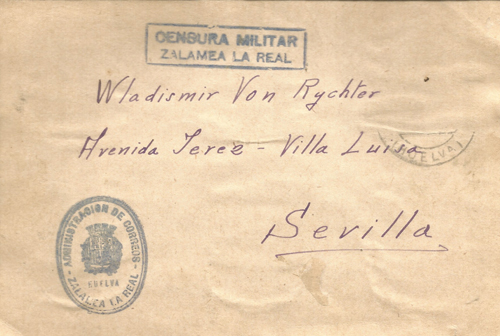 CENSURA MILITAR
ZALAMEA LA REAL
Wladismir Von Rychter
Avenida Jerez - Villa Luisa
(HUELVA)
Sevilla
ADMINISTRACION DE CORREOS
HUELVA
- ZALAMEA LA REAL -